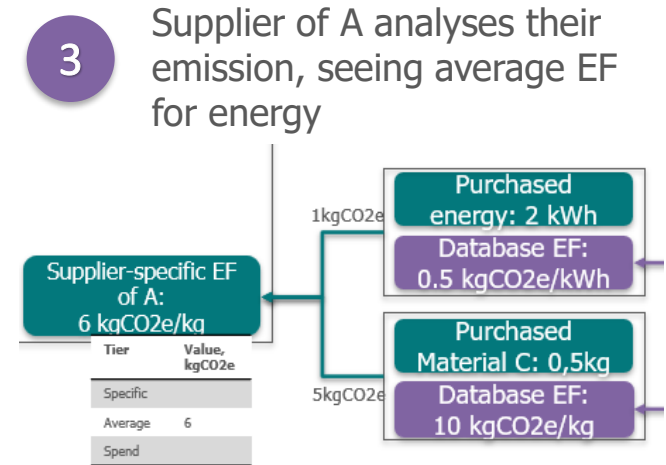 3
Supplier of A analyses their
emission, seeing average EF
for energy
1kgCO2e
Purchased
energy: 2 kWh
Database EF:
0.5 kgCO2e/kWh
Supplier-specific EF
of A:
6 kgCO2e/kg
Tier Value,
kgCO2e
Specific
Average 6
Spend
5kgCO2e
Purchased
Material C: 0,5kg
Database EF:
10 kgCO2e/kg